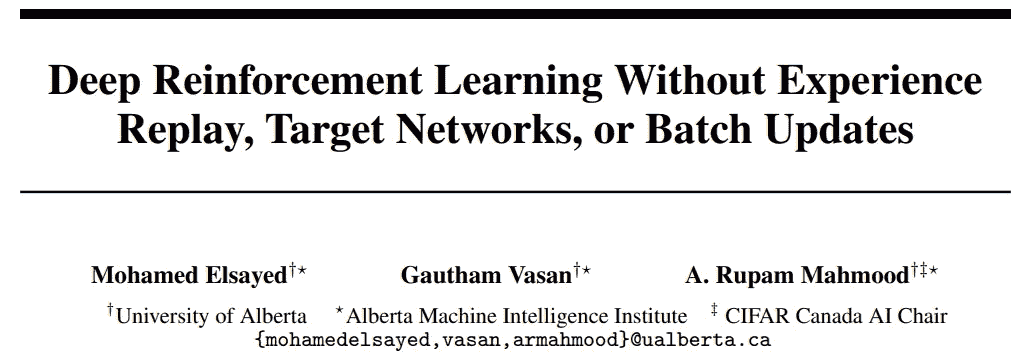 Deep Reinforcement Learning Without Experience
Replay, Target Networks, or Batch Updates
Mohamed Elsayed†⋆ Gautham Vasan†⋆ A. Rupam Mahmood†‡⋆
†University of Alberta ⋆Alberta Machine Intelligence Institute ‡ CIFAR Canada AI Chair
{mohamedelsayed,vasan,armahmood}@ualberta.ca